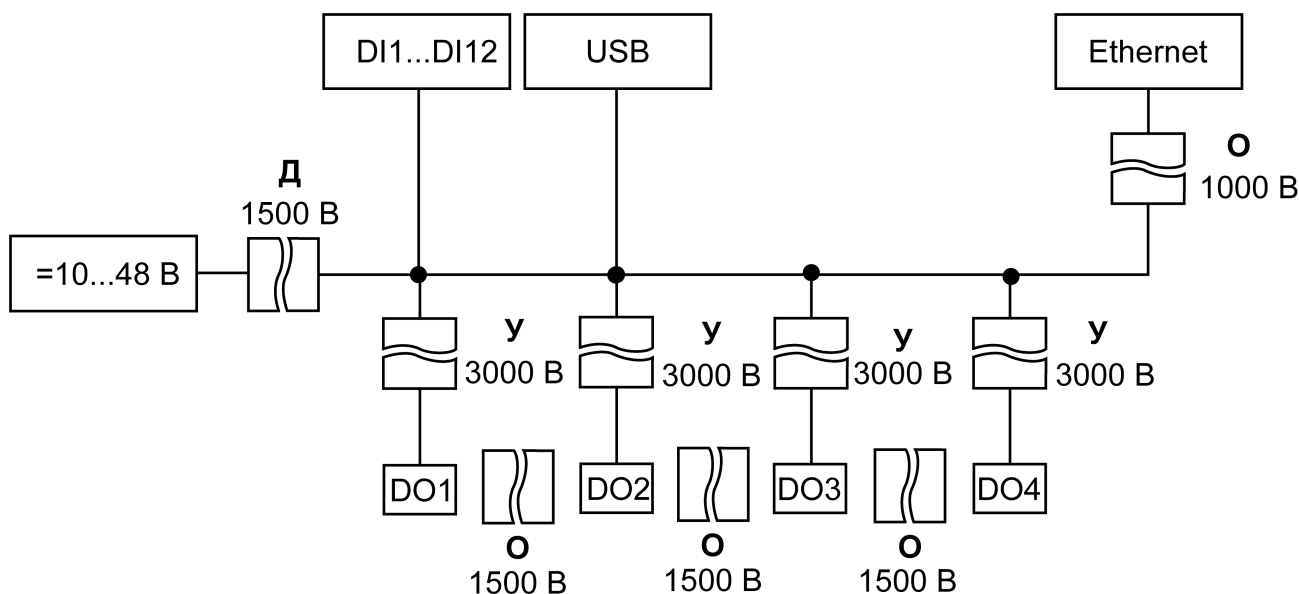 DI1...DI12
USB
Ethernet
О
1000 В
Д
1500 В
=10...48 В
У
3000 В
У
3000 В
У
3000 В
У
3000 В
DO1
DO2
DO3
DO4
О
1500 В
О
1500 В
О
1500 В